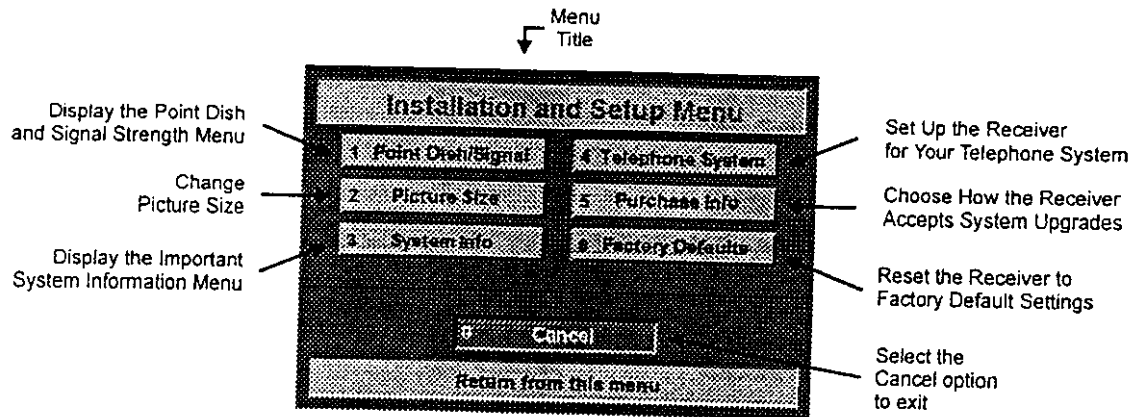 Menu
Title
Installation and Setup Menu
Display the Point Dish
and Signal Strength Menu
1 Point Dish/Signal
4 Telephone System
Set Up the Receiver
for Your Telephone System
Change
Picture Size
2 Picture Size
5 Purchase Info
Choose How the Receiver
Accepts System Upgrades
Display the Important
System Information Menu
3 System Info
6 Factory Defaults
Reset the Receiver to
Factory Default Settings
0 Cancel
Select the
Cancel option
to exit
Return from this menu